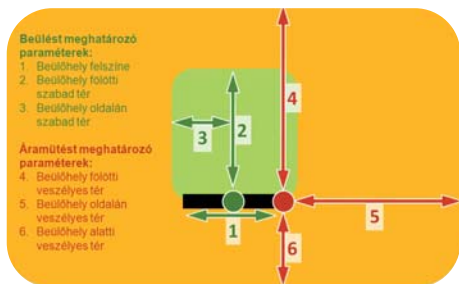 Beülést meghatározó
paraméterek:
1. Beülőhely felszíne
2. Beülőhely fölötti
szabad tér
3. Beülőhely oldalán
szabad tér
Áramütést meghatározó
paraméterek:
4. Beülőhely fölötti
veszélyes tér
5. Beülőhely oldalán
veszélyes tér
6. Beülőhely alatti
veszélyes tér
4
3
2
5
1
6